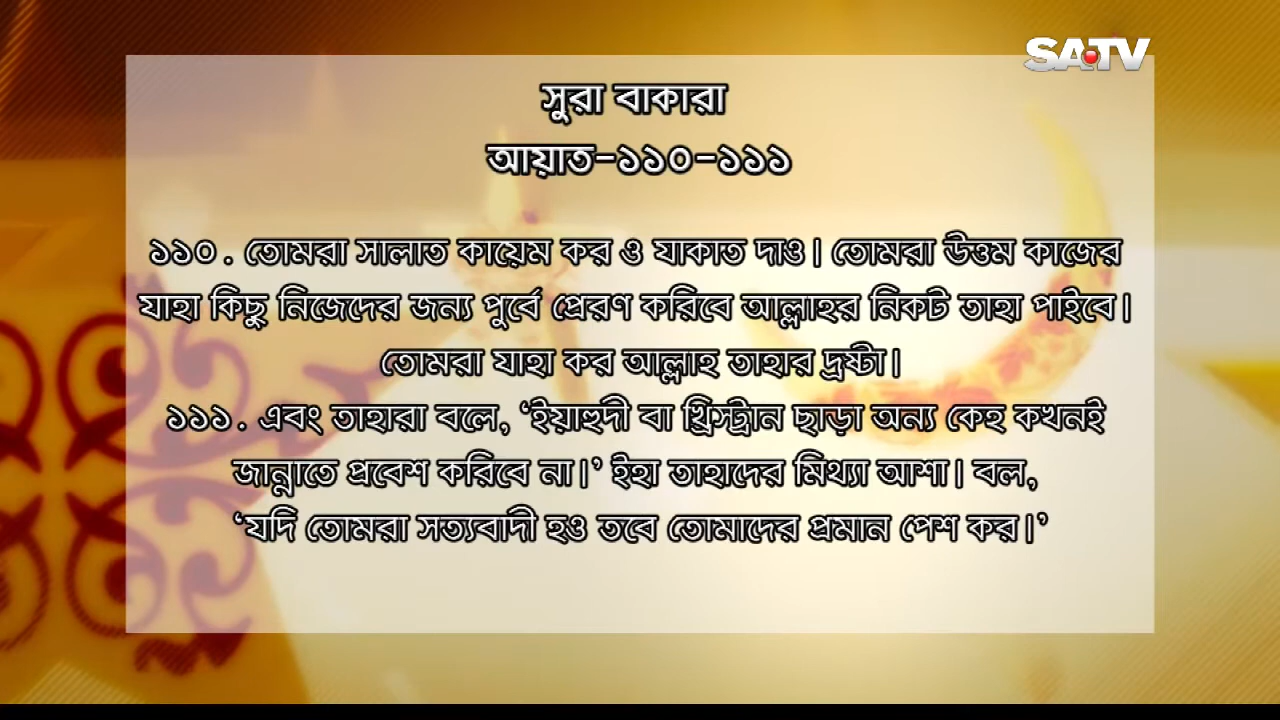 SATV
সুরা বাকারা
আয়াত-১১০-১১১
১১০. তোমরা সালাত কায়েম কর ও যাকাত দাও। তোমরা উত্তম কাজের
যাহা কিছু নিজেদের জন্য পুর্বে প্রেরণ করিবে আল্লাহর নিকট তাহা পাইবে।
তোমরা যাহা কর আল্লাহ তাহার দ্রষ্টা।
১১১. এবং তাহারা বলে, ‘ইয়াহুদী বা খ্রিস্ট্রান ছাড়া অন্য কেহ কখনই
জান্নাতে প্রবেশ করিবে না।’ ইহা তাহাদের মিথ্যা আশা। বল,
‘যদি তোমরা সত্যবাদী হও তবে তোমাদের প্রমান পেশ কর।’